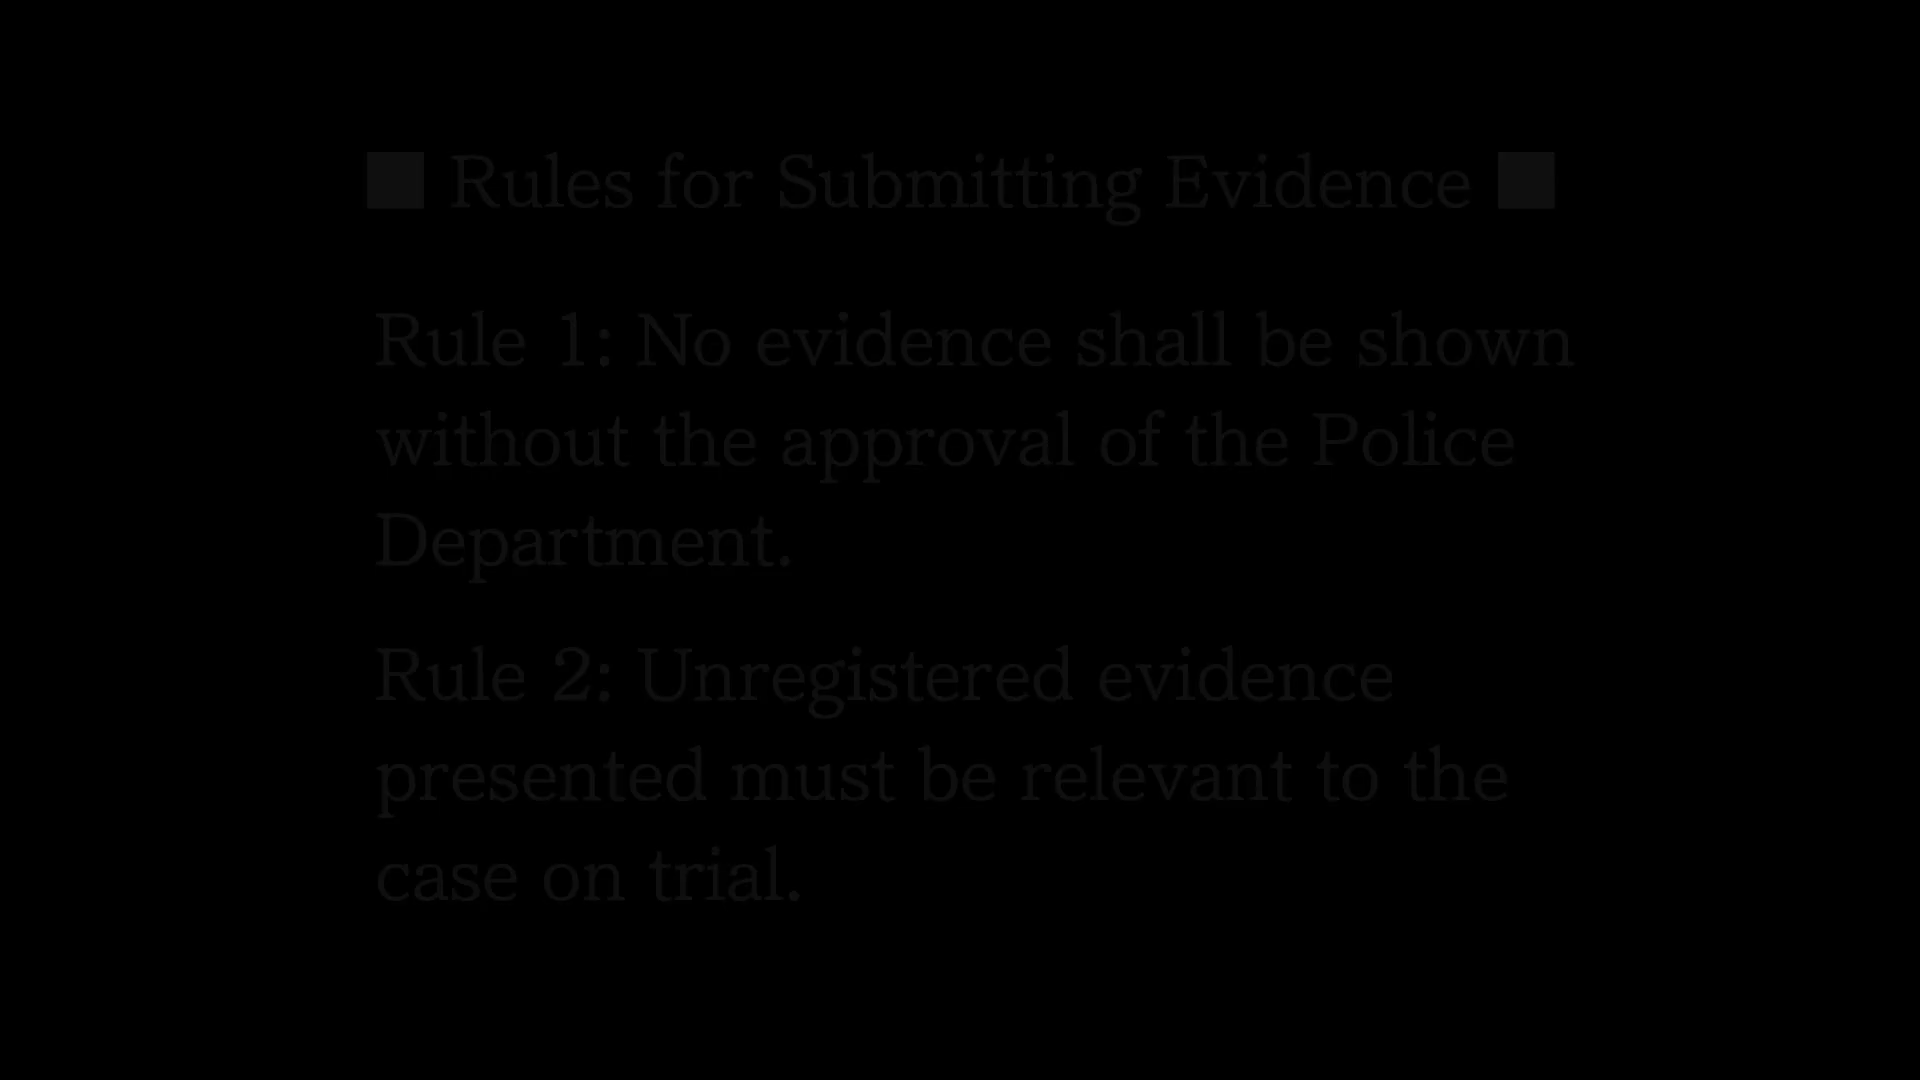 ■ Rules for Submitting Evidence ■
Rule 1: No evidence shall be shown
without the approval of the Police
Department.
Rule 2: Unregistered evidence
presented must be relevant to the
case on trial.